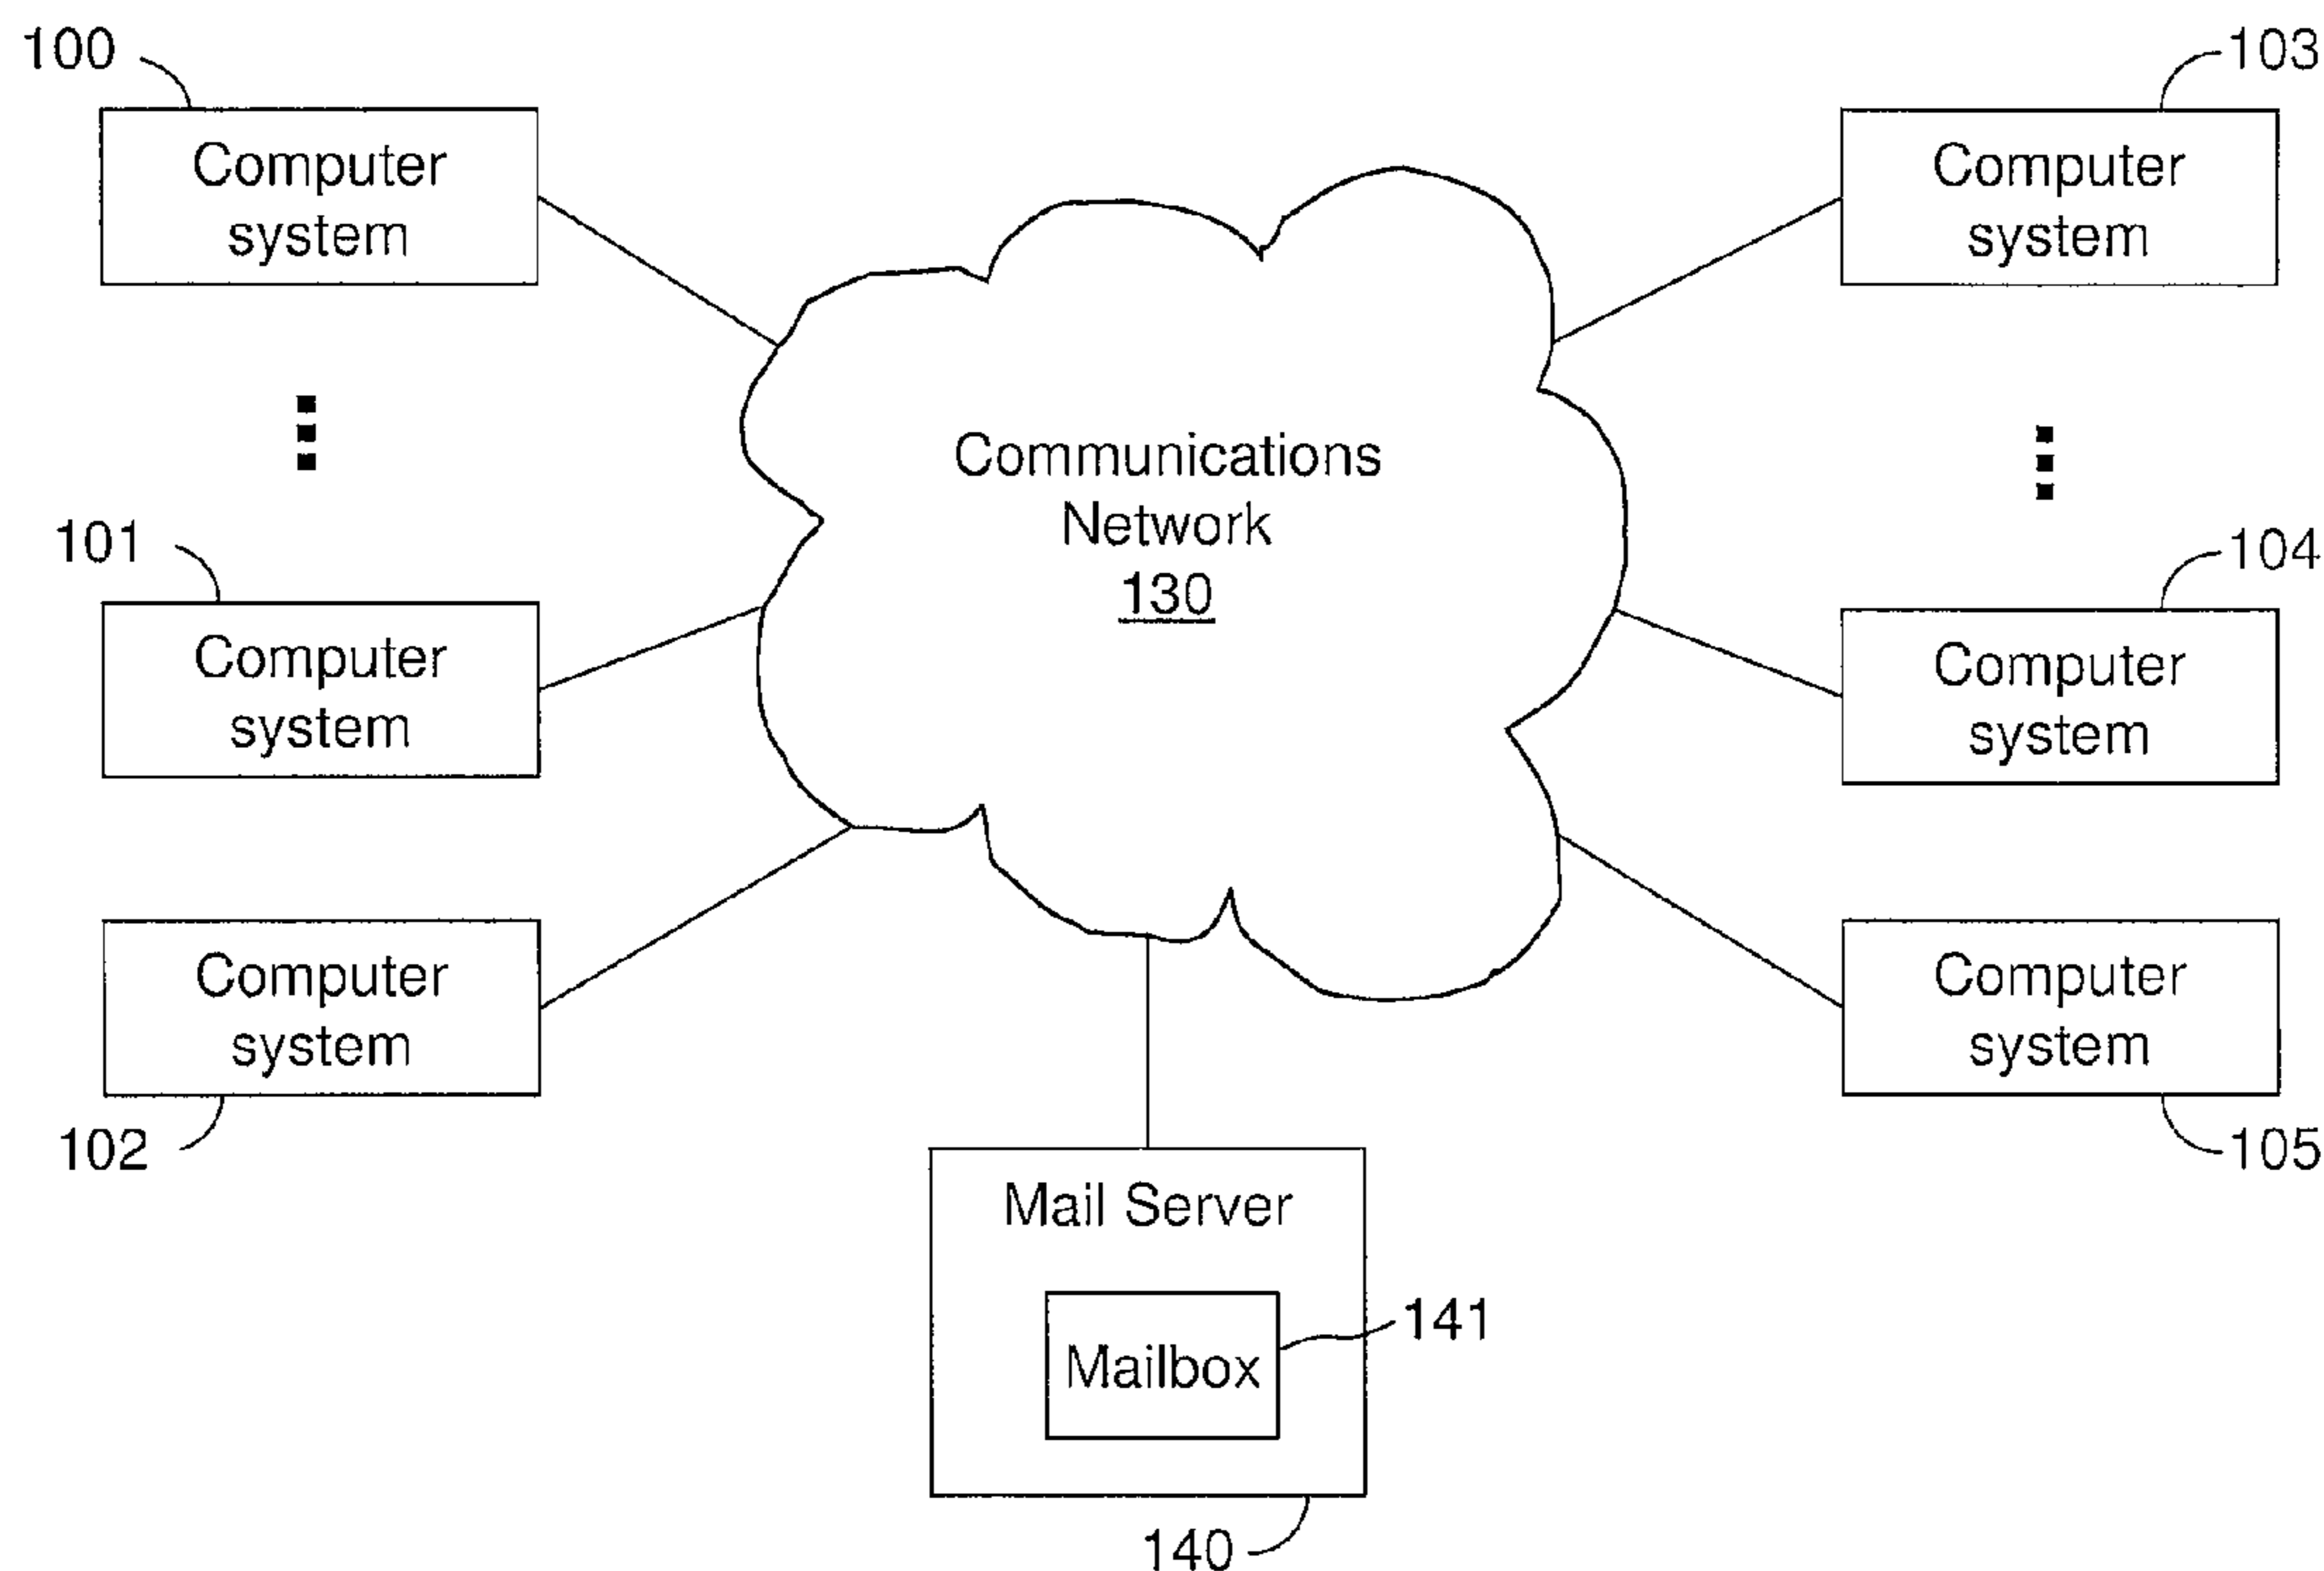 100
Computer
system
101
Computer
system
Computer
system
102
Communications
Network
130
103
Computer
system
104
Computer
system
Computer
system
105
Mail Server
Mailbox
141
140